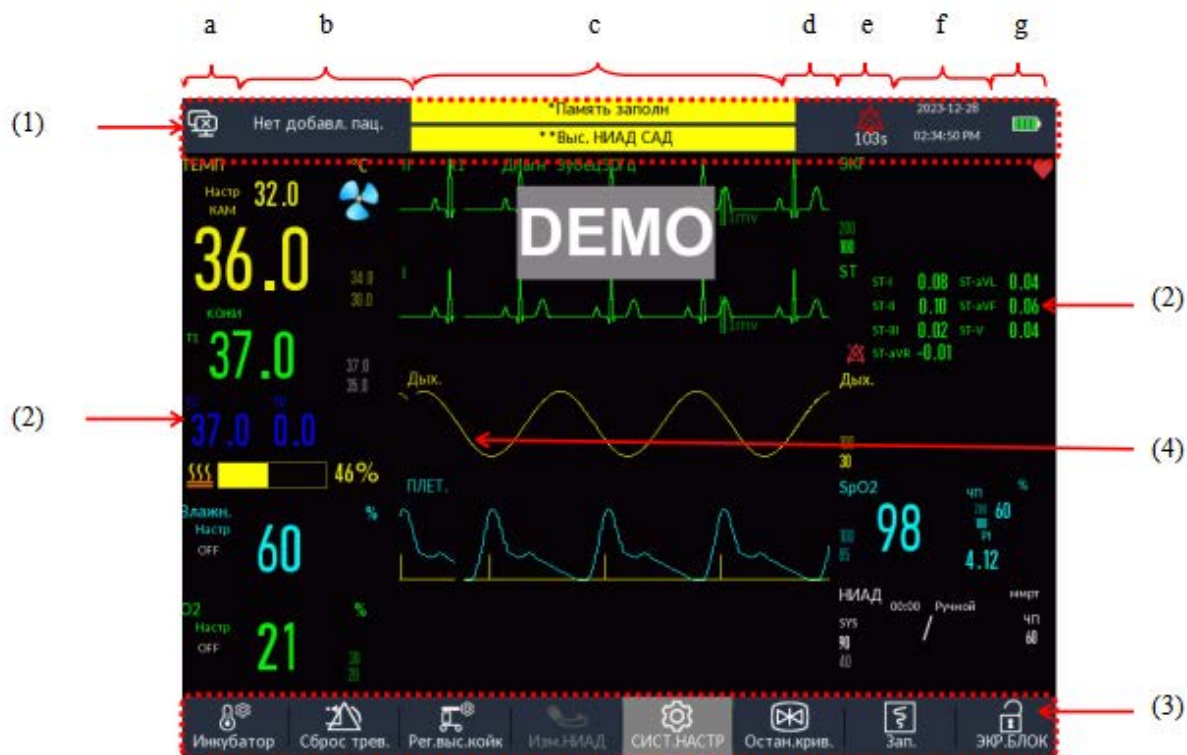 a b c d e f g
(1)
Нет добавл. пац.
*Память заполн
**Выс. НИАД САД
103s
2023-12-28
02:34:50 PM
ТЕМП °C
Настр 32.0
КАМ
36.0
34.0
30.0
кожи
T1
37.0
37.0
35.0
(2)
37.0 0.0
46%
Влажн. %
Настр
OFF
60
O2 %
Настр
OFF
21
Диагн
DEMO
1mv
I
1mv
Дых.
(4)
ПЛЕТ.
ЭКГ
200
100
ST
ST-I 0.08 ST-aVL 0.04
ST-II 0.10 ST-aVF 0.06
(2)
ST-III 0.02 ST-V 0.04
ST-aVR -0.01
Дых.
100
30
SpO2 ЧП %
98
60
100
85
PI
4.12
НИАД 00:00 Ручной ммрт
SYS
90
40
/
ЧП
60
(3)
Инкубатор Сброс трев. Рег.выс.койк Изм.НИАД СИСТ.НАСТР Остан.крив. Зап. ЭКР.БЛОК